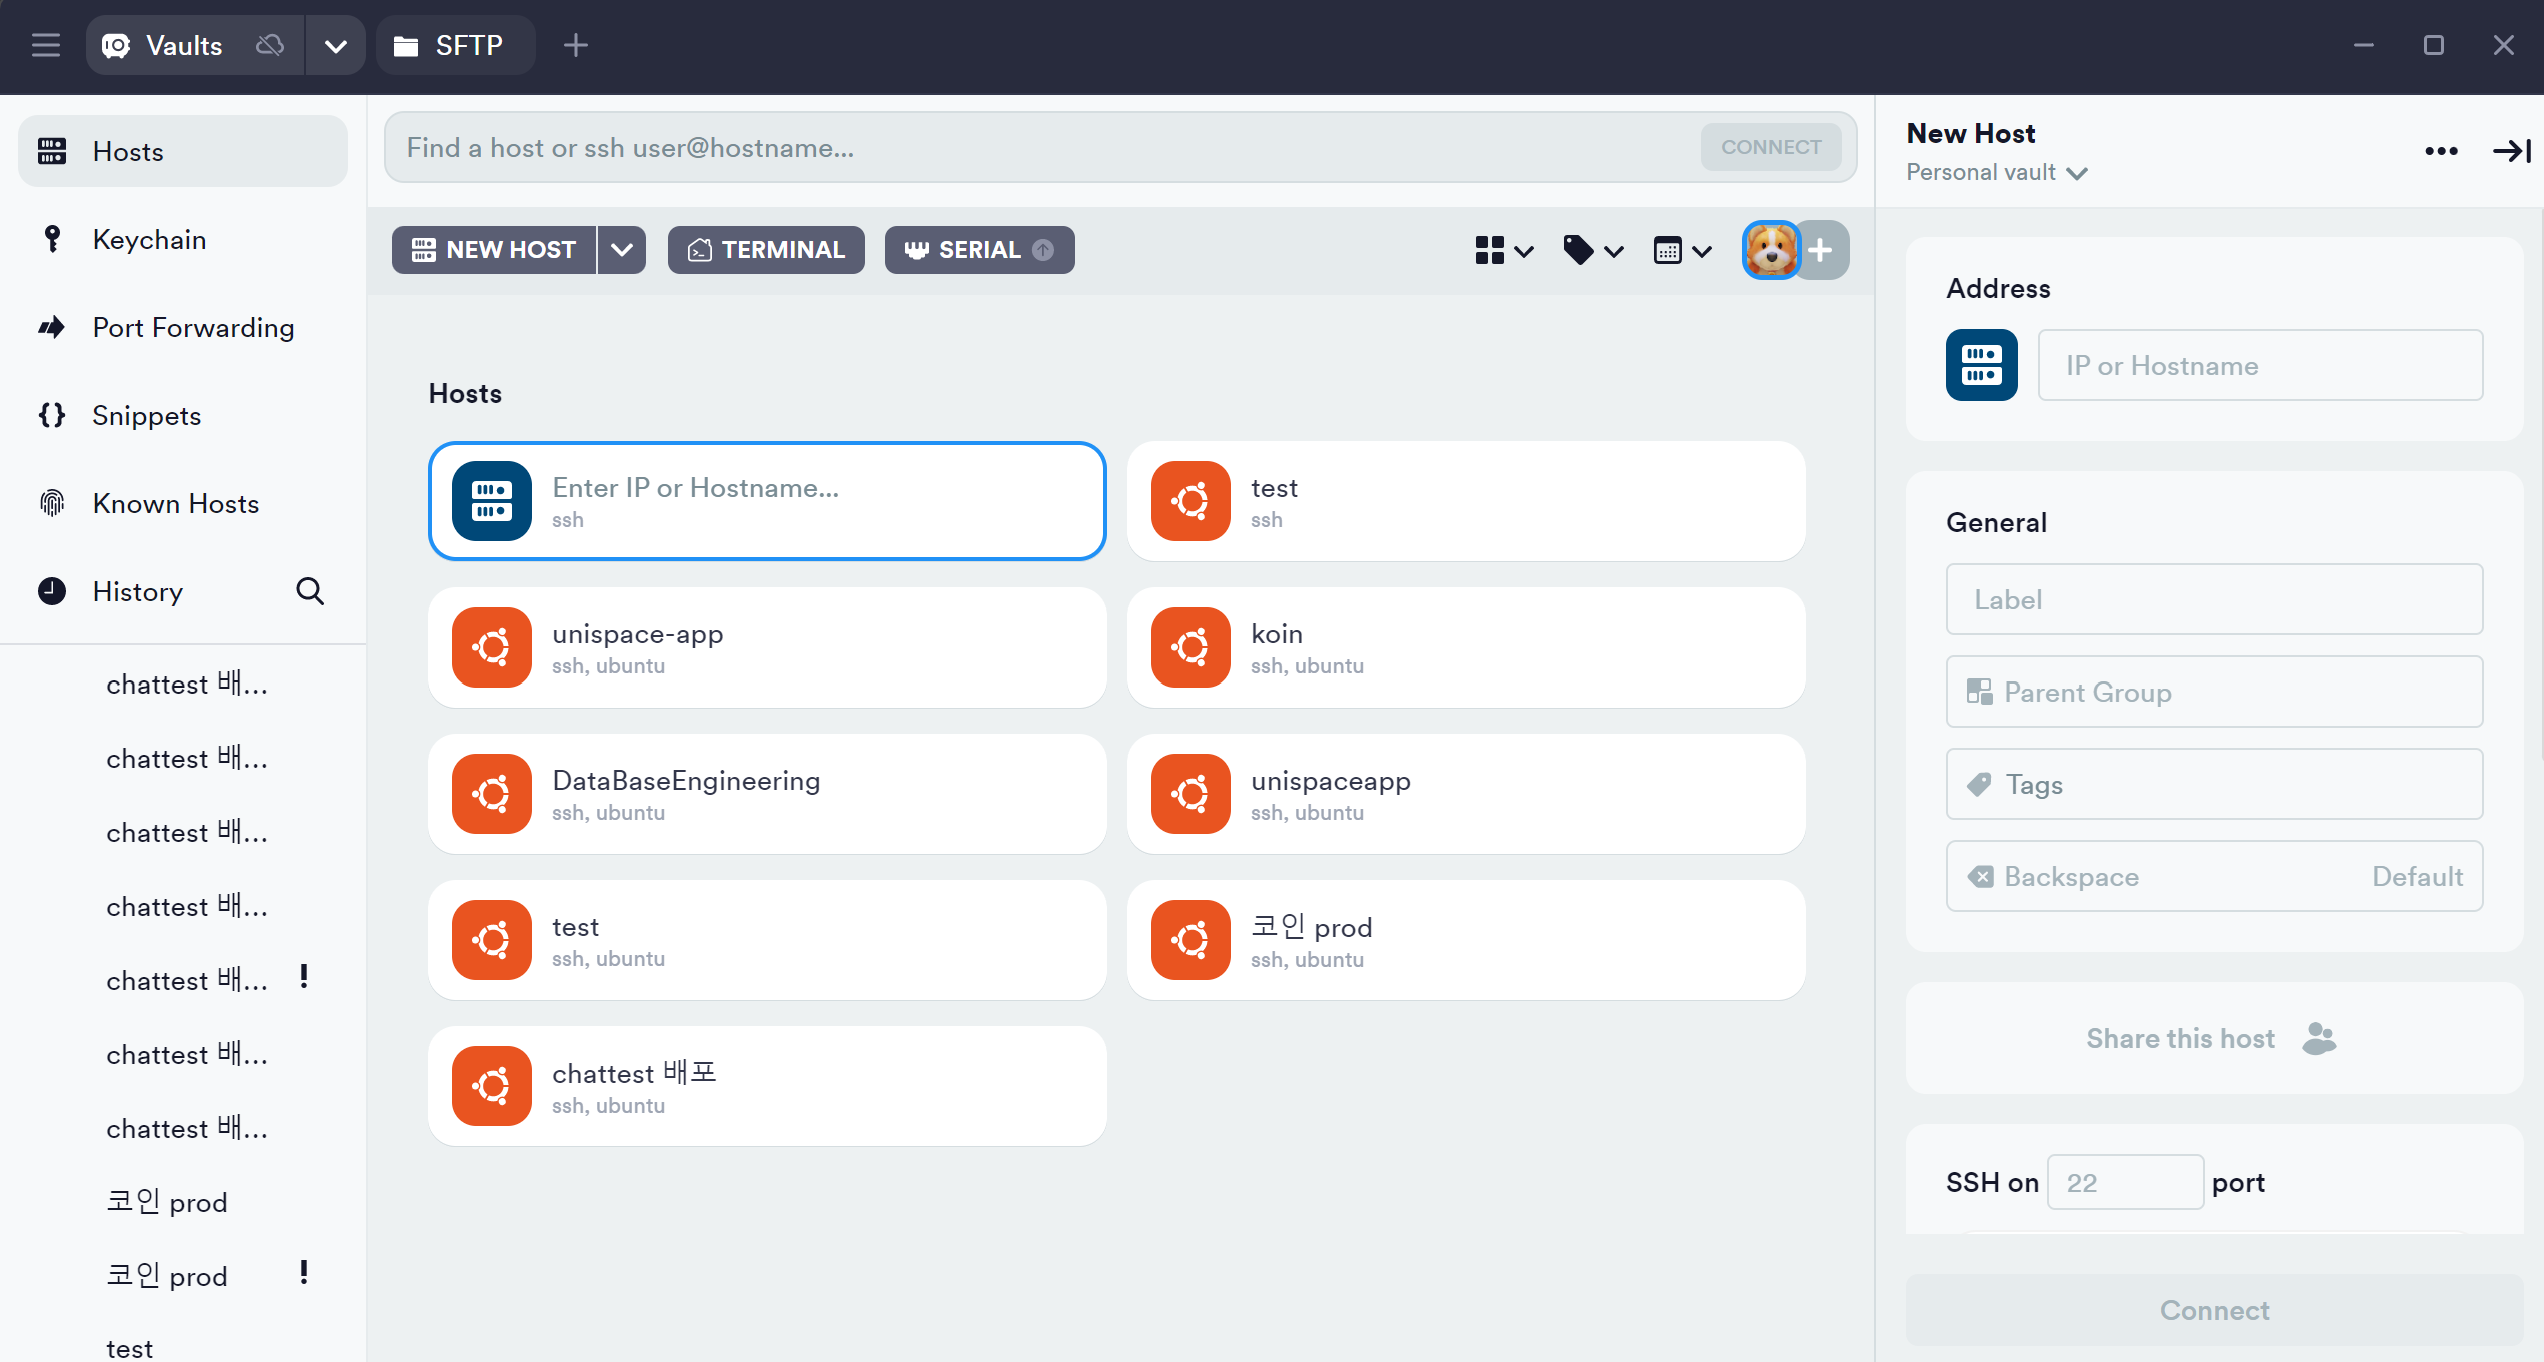 Vaults
SFTP
Hosts
Keychain
Port Forwarding
Snippets
Known Hosts
History
chattest 배...
chattest 배...
chattest 배...
chattest 배...
chattest 배... !
chattest 배...
chattest 배...
코인 prod
코인 prod !
test
Find a host or ssh user@hostname...
CONNECT
NEW HOST
TERMINAL
SERIAL
Hosts
Enter IP or Hostname...
ssh
test
ssh
unispace-app
ssh, ubuntu
koin
ssh, ubuntu
DataBaseEngineering
ssh, ubuntu
unispaceapp
ssh, ubuntu
test
ssh, ubuntu
코인 prod
ssh, ubuntu
chattest 배포
ssh, ubuntu
New Host
Personal vault
Address
IP or Hostname
General
Label
Parent Group
Tags
Backspace Default
Share this host
SSH on 22 port
Connect